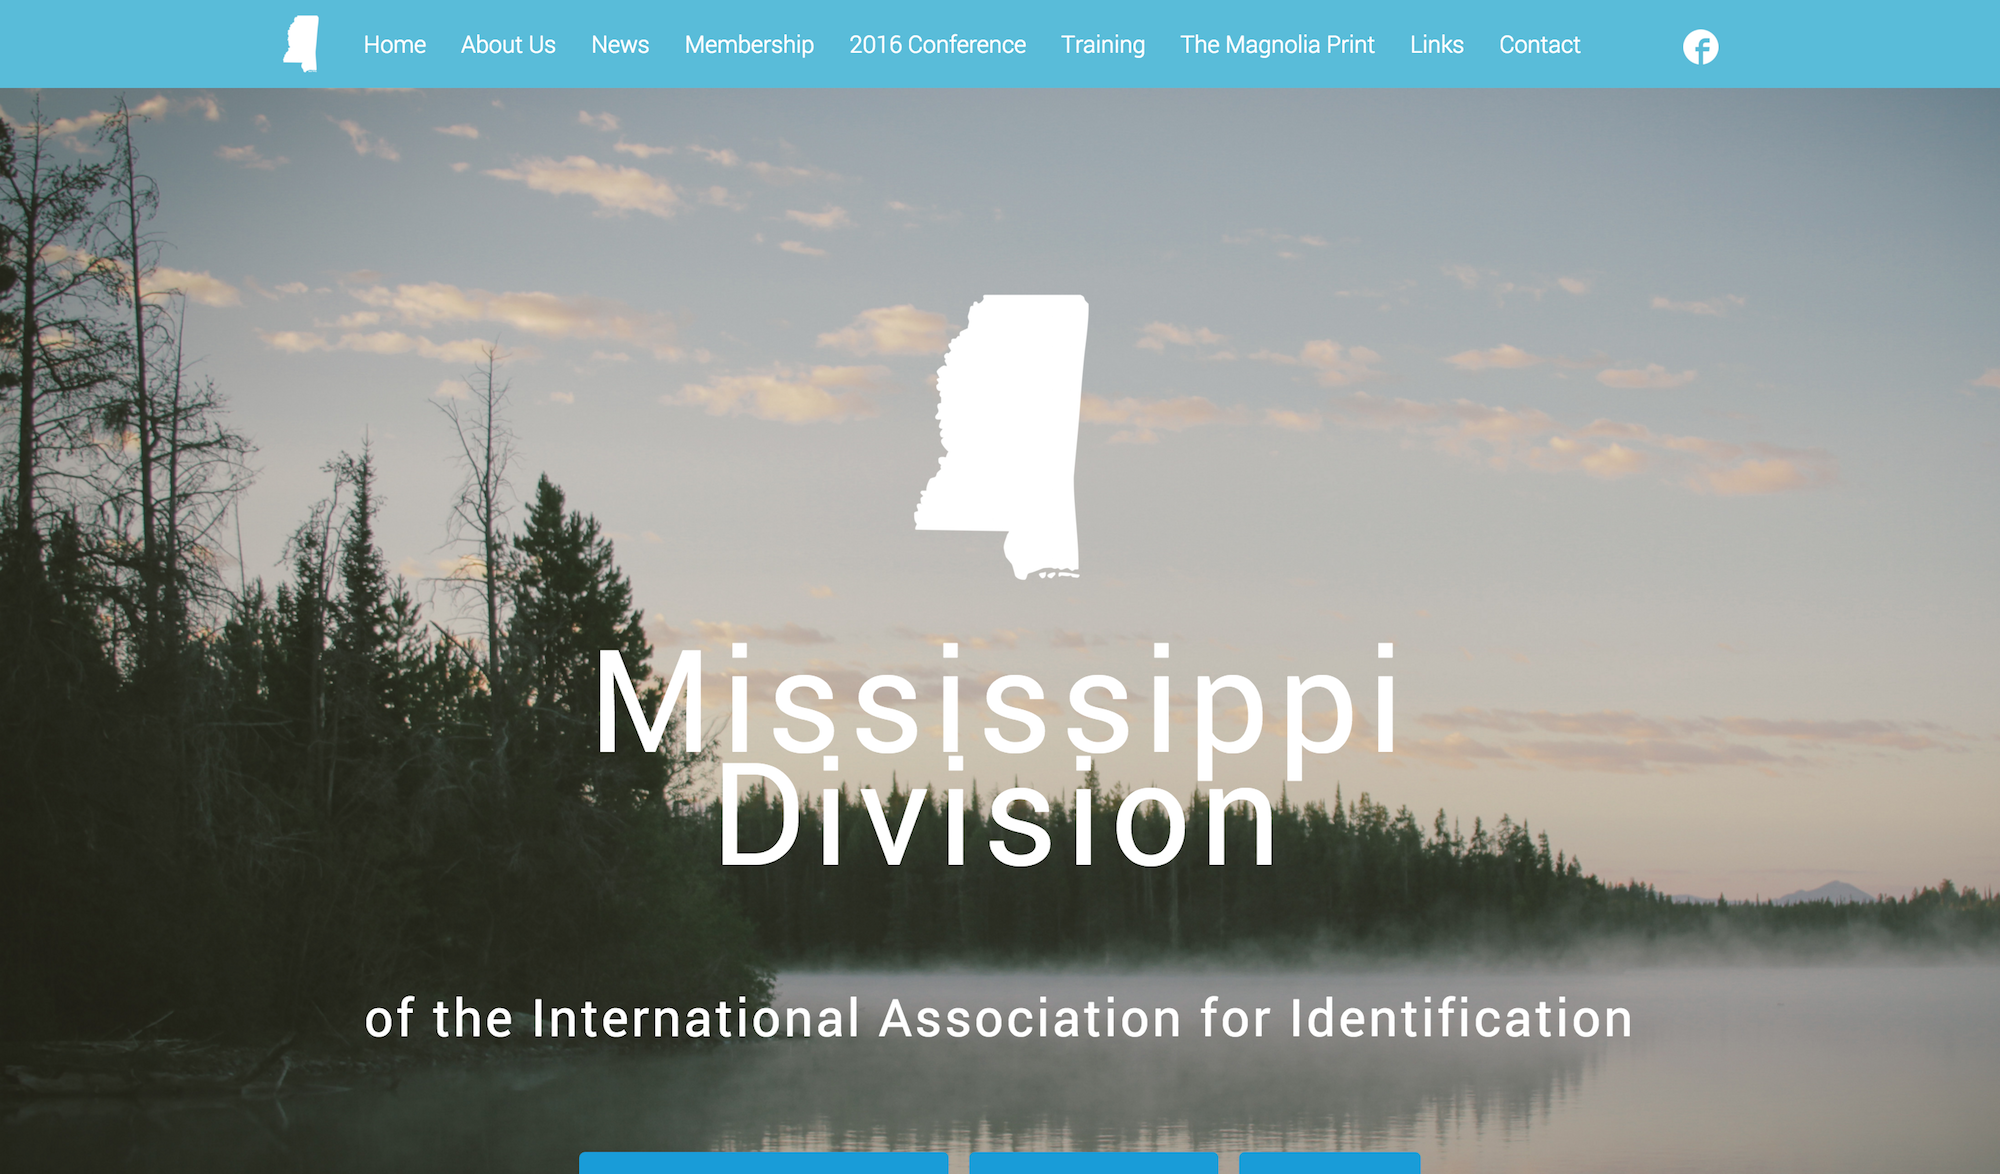 Home About Us News Membership 2016 Conference Training The Magnolia Print Links Contact
Mississippi
Division
of the International Association for Identification